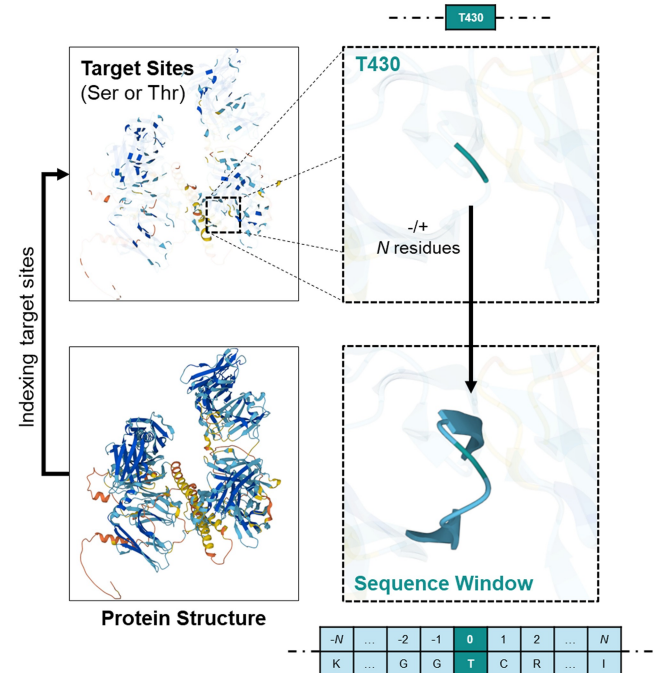 T430
Target Sites
(Ser or Thr)
T430
-/+
N residues
Indexing target sites
Sequence Window
Protein Structure
-N ... -2 -1 0 1 2 ... N
K ... G G T C R ... I